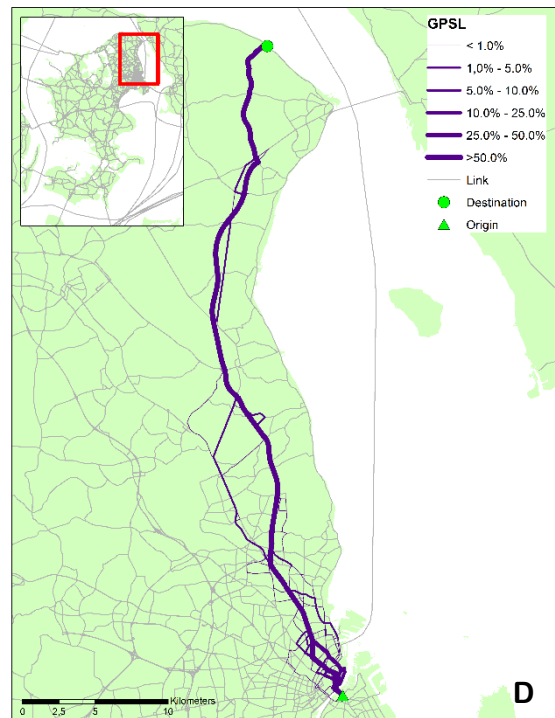 GPSL
< 1.0%
1,0% - 5.0%
5.0% - 10.0%
10.0% - 25.0%
25.0% - 50.0%
>50.0%
Link
Destination
Origin
Kilometers
0 2,5 5 10
D